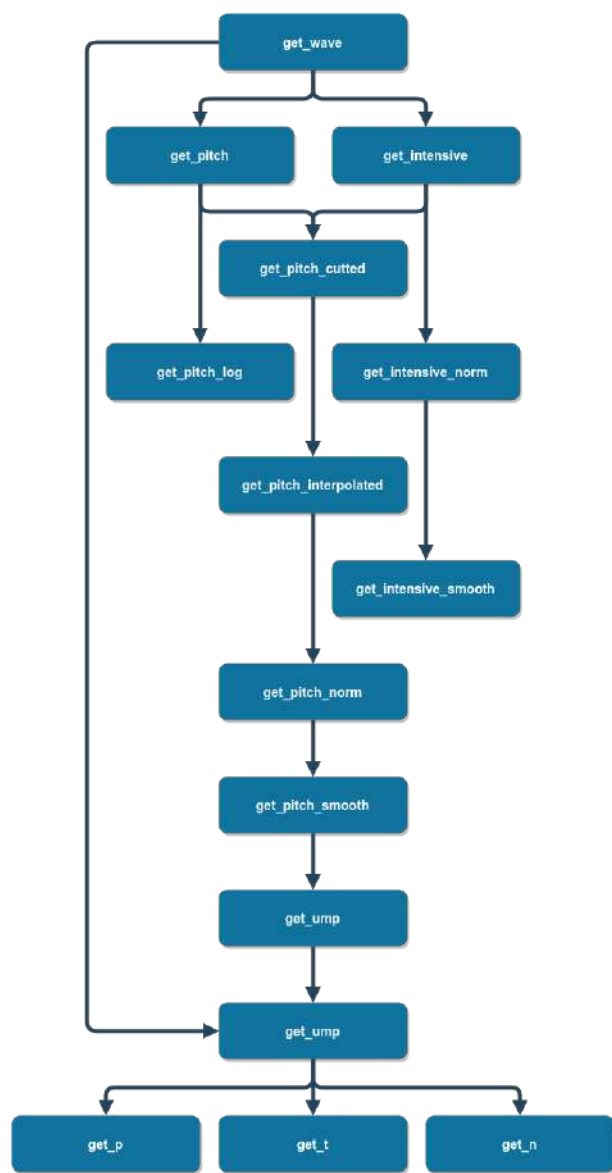 get_wave
get_pitch
get_intensive
get_pitch_cutted
get_pitch_log
get_intensive_norm
get_pitch_interpolated
get_intensive_smooth
get_pitch_norm
get_pitch_smooth
get_ump
get_ump
get_p
get_t
get_n